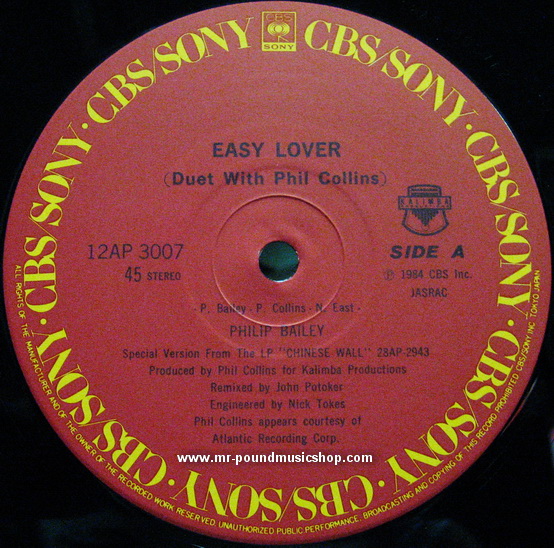 CBS
SONY
CBS/SONY · CBS/SONY · CBS/SONY · CBS/SONY · CBS/SONY · CBS/SONY · CBS/SONY · CBS/SONY
EASY LOVER
(Duet With Phil Collins)
KALIMBA
12AP 3007
45 STEREO
SIDE A
Ⓟ 1984 CBS Inc.
JASRAC
P. Bailey - P. Collins - N. East -
PHILIP BAILEY
Special Version From The LP "CHINESE WALL" 28AP-2943
Produced by Phil Collins for Kalimba Productions
Remixed by John Potoker
Engineered by Nick Tokes
Phil Collins appears courtesy of
Atlantic Recording Corp.
www.mr-poundmusicshop.com
ALL RIGHTS OF THE MANUFACTURER AND OF THE OWNER OF THE RECORDED WORK RESERVED. UNAUTHORIZED PUBLIC PERFORMANCE, BROADCASTING AND COPYING OF THIS RECORD PROHIBITED CBS/SONY INC. TOKYO JAPAN